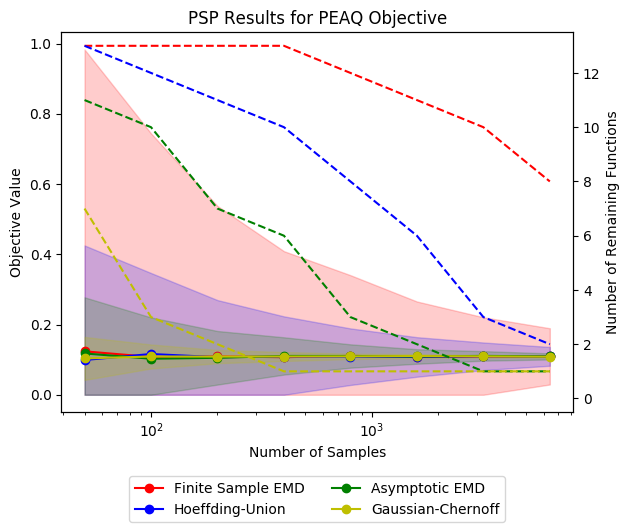 PSP Results for PEAQ Objective
1.0
0.8
0.6
0.4
0.2
0.0
Objective Value
12
10
8
6
4
2
0
Number of Remaining Functions
10²
10³
Number of Samples
Finite Sample EMD
Hoeffding-Union
Asymptotic EMD
Gaussian-Chernoff